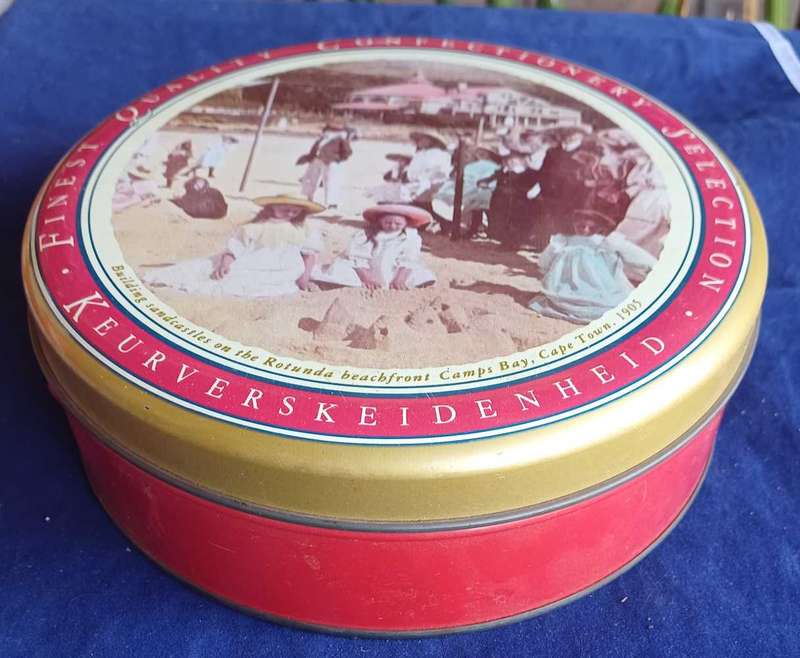 FINEST QUALITY CONFECTIONERY SELECTION
Building sandcastles on the Rotunda beachfront Camps Bay, Cape Town, 1905
KEURVERSKEIDENHEID